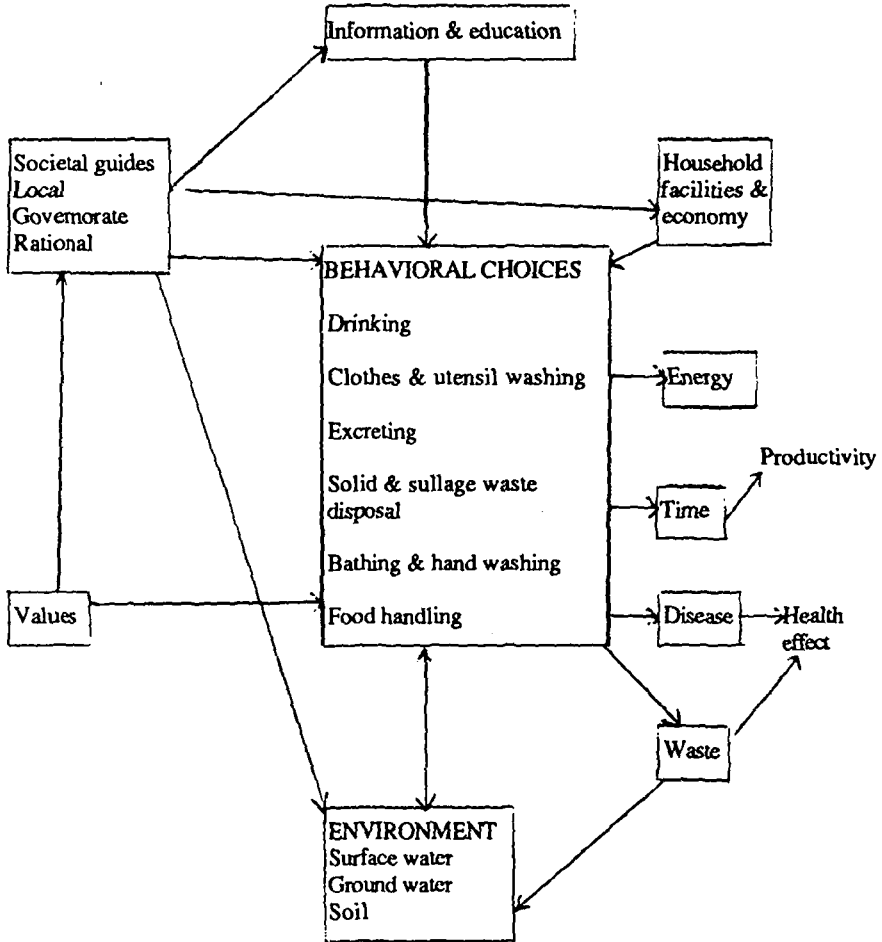 Information & education
Societal guides
Local
Governorate
Rational
Household
facilities &
economy
BEHAVIORAL CHOICES
Drinking
Clothes & utensil washing
Excreting
Solid & sullage waste
disposal
Bathing & hand washing
Food handling
Energy
Productivity
Time
Values
Disease
Health
effect
Waste
ENVIRONMENT
Surface water
Ground water
Soil